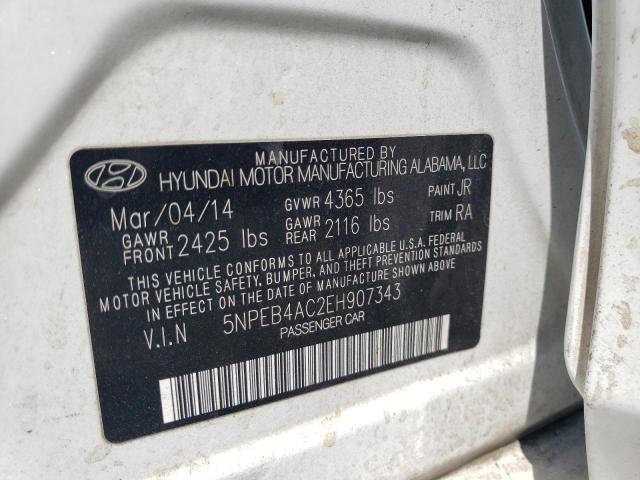 MANUFACTURED BY
HYUNDAI MOTOR MANUFACTURING ALABAMA, LLC
Mar/04/14 GVWR 4365 lbs PAINT JR
GAWR FRONT 2425 lbs GAWR REAR 2116 lbs TRIM RA
THIS VEHICLE CONFORMS TO ALL APPLICABLE U.S.A. FEDERAL
MOTOR VEHICLE SAFETY, BUMPER, AND THEFT PREVENTION STANDARDS
IN EFFECT ON THE DATE OF MANUFACTURE SHOWN ABOVE.
V.I.N 5NPEB4AC2EH907343
PASSENGER CAR